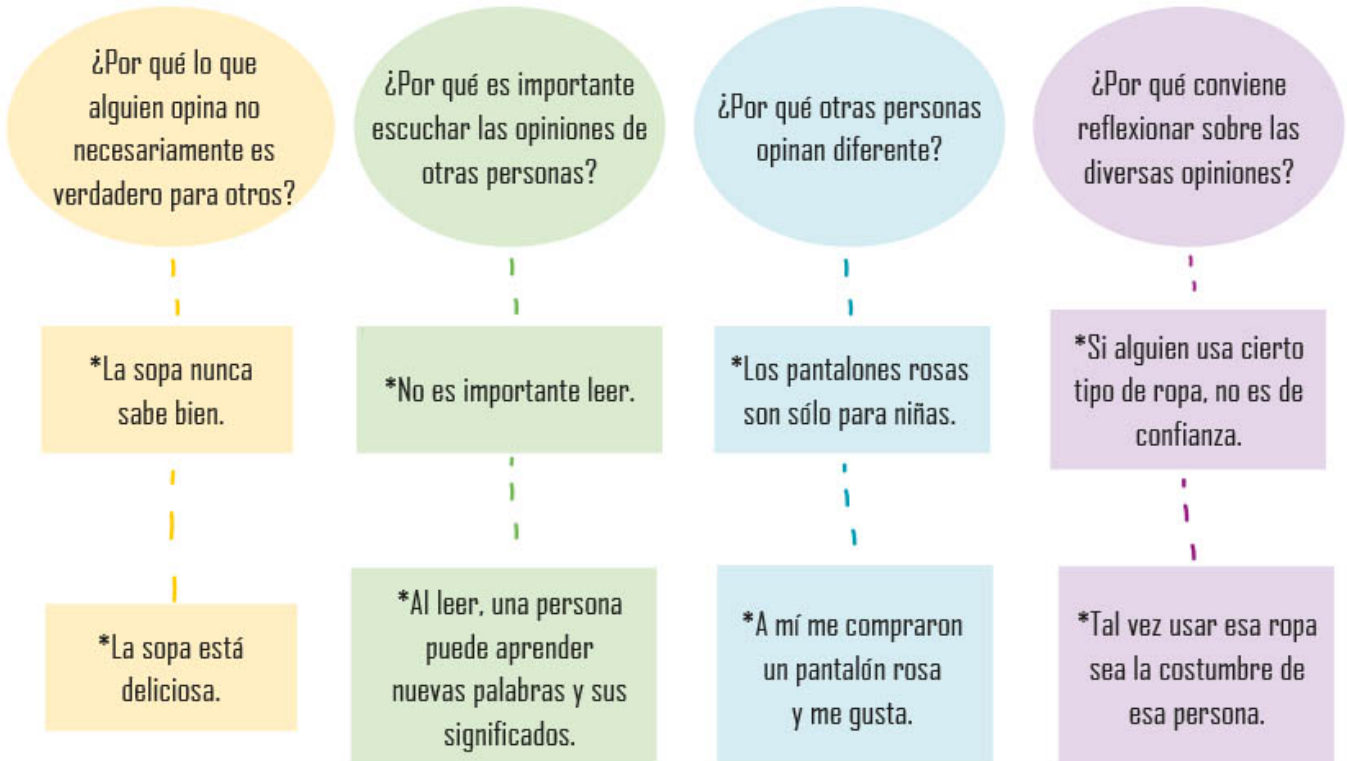 ¿Por qué lo que
alguien opina no
necesariamente es
verdadero para otros?
*La sopa nunca
sabe bien.
*La sopa está
deliciosa.
¿Por qué es importante
escuchar las opiniones de
otras personas?
*No es importante leer.
*Al leer, una persona
puede aprender
nuevas palabras y sus
significados.
¿Por qué otras personas
opinan diferente?
*Los pantalones rosas
son sólo para niñas.
*A mí me compraron
un pantalón rosa
y me gusta.
¿Por qué conviene
reflexionar sobre las
diversas opiniones?
*Si alguien usa cierto
tipo de ropa, no es de
confianza.
*Tal vez usar esa ropa
sea la costumbre de
esa persona.